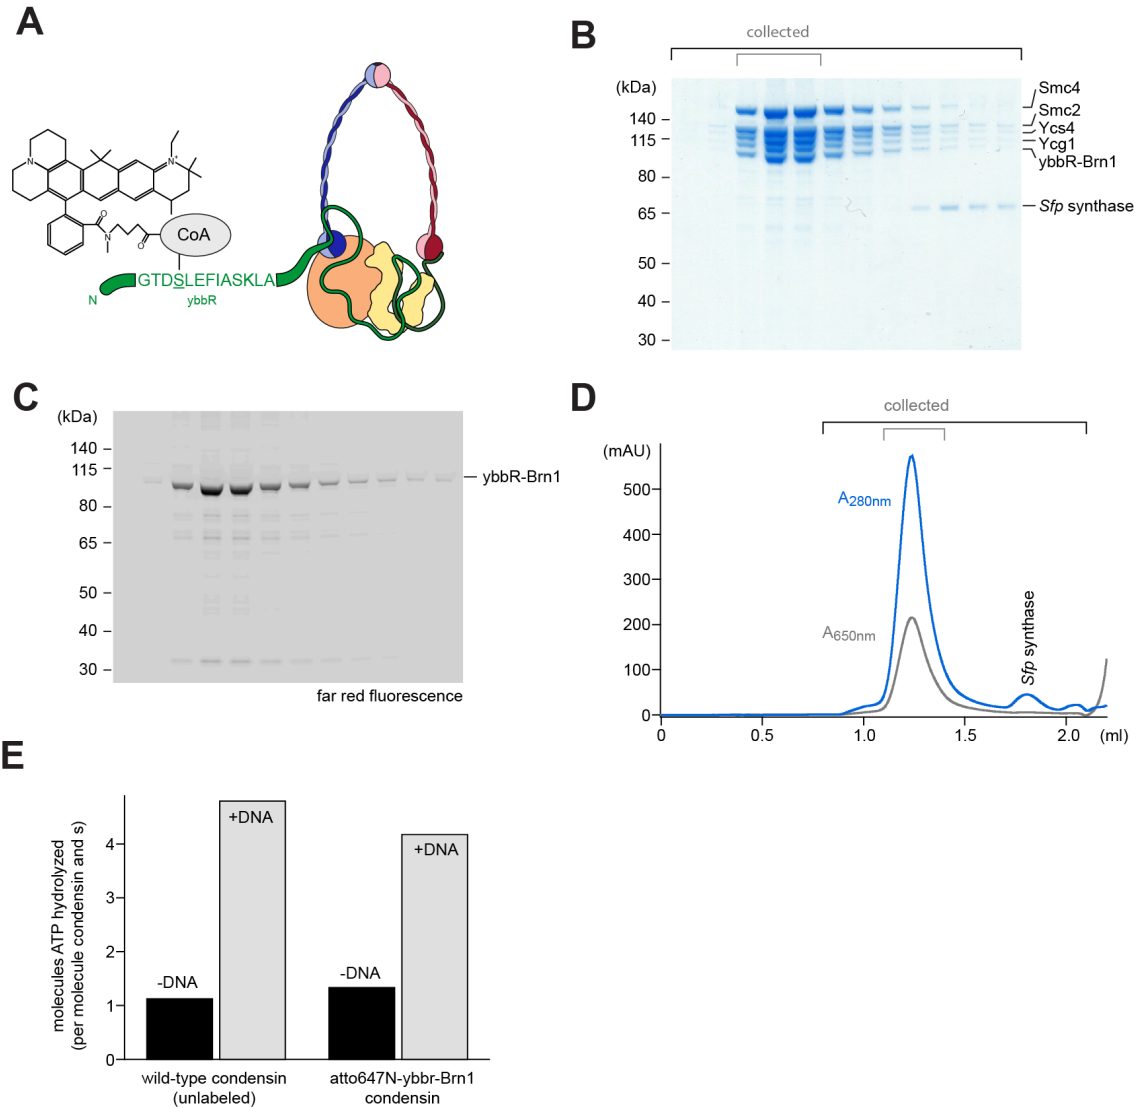 A
N
N⁺
O
N
O
CoA
GTDSLEFIASKLA
N
ybbR
B
collected
(kDa)
140
115
80
65
50
40
30
Smc4
Smc2
Ycs4
Ycg1
ybbR-Brn1
Sfp synthase
C
(kDa)
140
115
80
65
50
40
30
ybbR-Brn1
far red fluorescence
D
collected
(mAU)
500
400
300
200
100
0
A280nm
A650nm
Sfp synthase
0
0.5
1.0
1.5
2.0
(ml)
E
molecules ATP hydrolyzed
(per molecule condensin and s)
4
3
2
1
0
-DNA
+DNA
-DNA
+DNA
wild-type condensin
(unlabeled)
atto647N-ybbr-Brn1
condensin